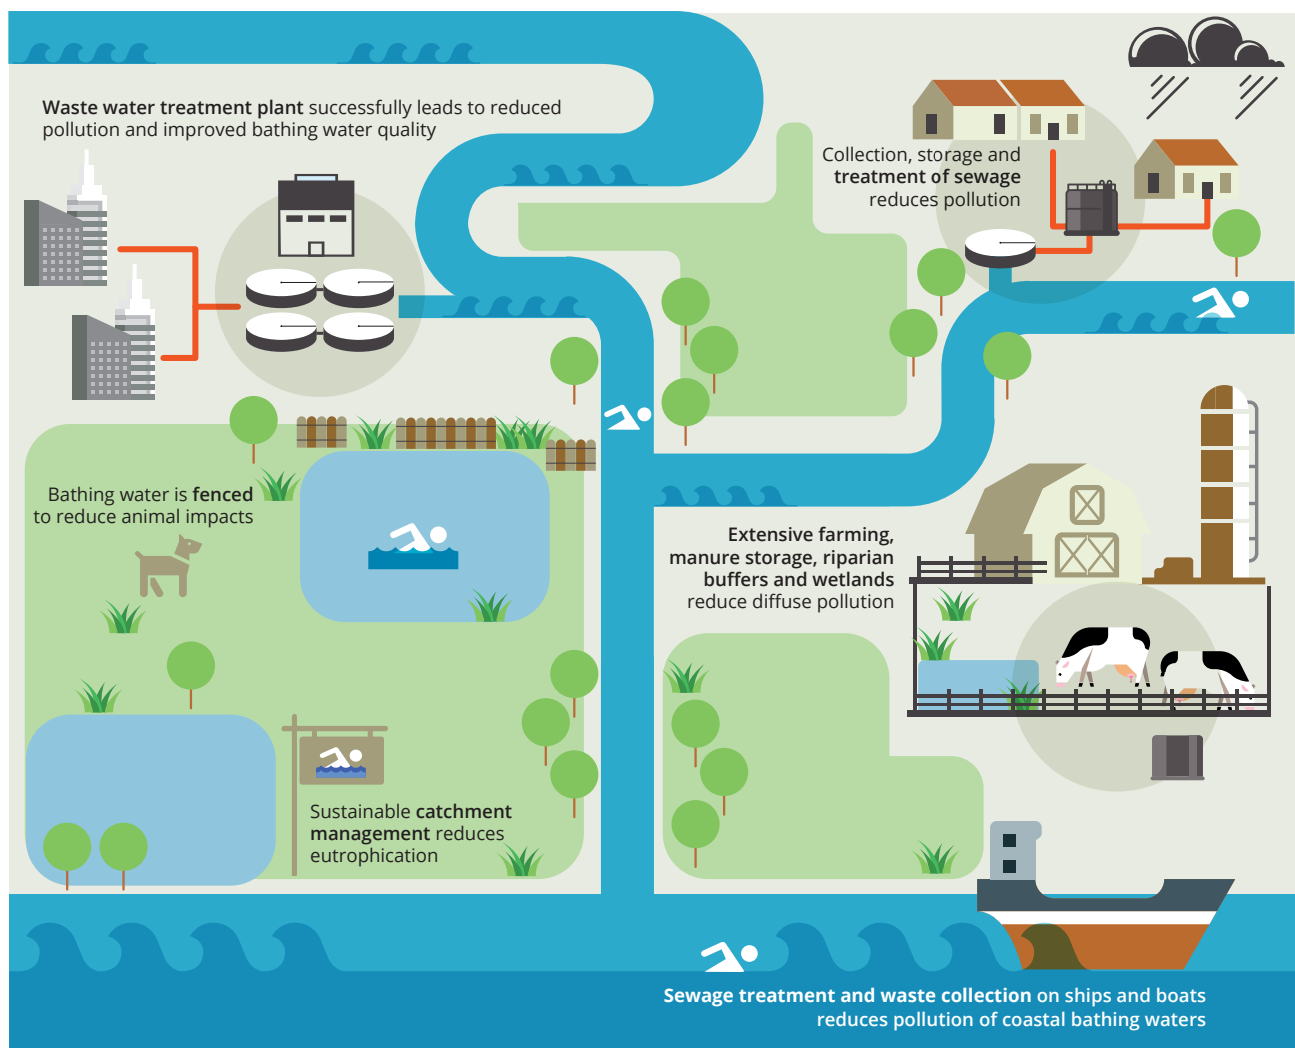 Waste water treatment plant successfully leads to reduced
pollution and improved bathing water quality
Collection, storage and
treatment of sewage
reduces pollution
Bathing water is fenced
to reduce animal impacts
Extensive farming,
manure storage, riparian
buffers and wetlands
reduce diffuse pollution
Sustainable catchment
management reduces
eutrophication
Sewage treatment and waste collection on ships and boats
reduces pollution of coastal bathing waters